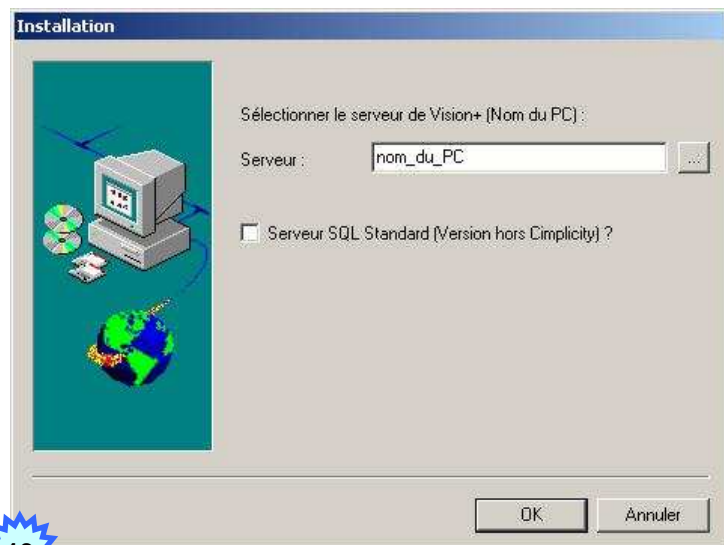 Installation
Sélectionner le serveur de Vision+ (Nom du PC) :
Serveur :
nom_du_PC
...
Serveur SQL Standard (Version hors Cimplicity) ?
OK
Annuler